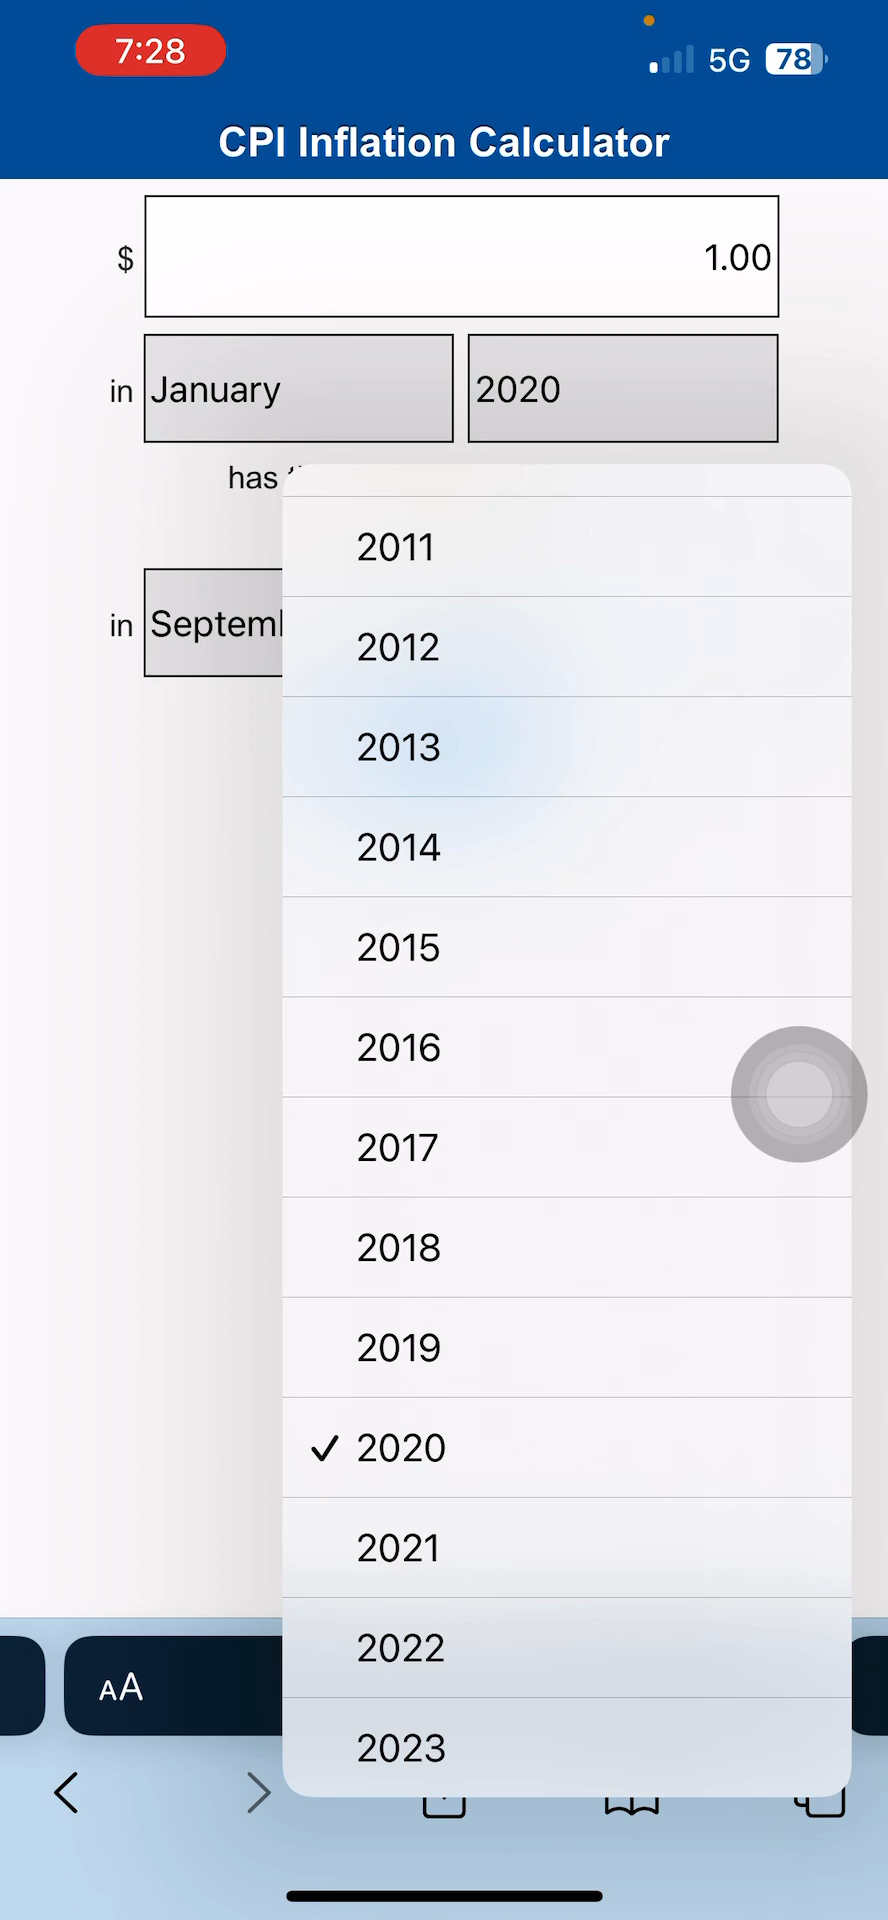 7:28
5G 78
CPI Inflation Calculator
$ 1.00
in January 2020
has
in
2011
2012
2013
2014
2015
2016
2017
2018
2019
✓ 2020
2021
2022
2023
AA